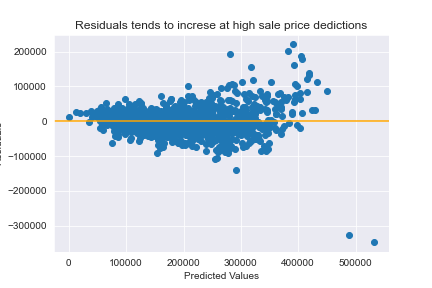 Residuals tends to increse at high sale price dedictions
200000
100000
0
-100000
-200000
-300000
0 100000 200000 300000 400000 500000
Predicted Values